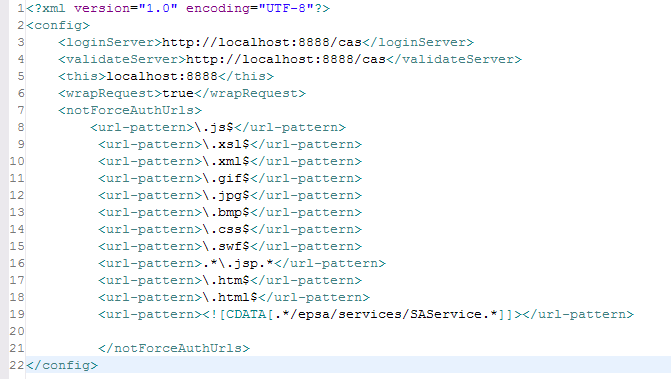 1<?xml version="1.0" encoding="UTF-8"?>
2<config>
3    <loginServer>http://localhost:8888/cas</loginServer>
4    <validateServer>http://localhost:8888/cas</validateServer>
5    <this>localhost:8888</this>
6    <wrapRequest>true</wrapRequest>
7    <notForceAuthUrls>
8        <url-pattern>\.js$</url-pattern>
9         <url-pattern>\.xsl$</url-pattern>
10         <url-pattern>\.xml$</url-pattern>
11         <url-pattern>\.gif$</url-pattern>
12         <url-pattern>\.jpg$</url-pattern>
13         <url-pattern>\.bmp$</url-pattern>
14         <url-pattern>\.css$</url-pattern>
15         <url-pattern>\.swf$</url-pattern>
16         <url-pattern>.*\.jsp.*</url-pattern>
17         <url-pattern>\.htm$</url-pattern>
18         <url-pattern>\.html$</url-pattern>
19         <url-pattern><![CDATA[.*/epsa/services/SAService.*]]></url-pattern>
20
21         </notForceAuthUrls>
22</config>